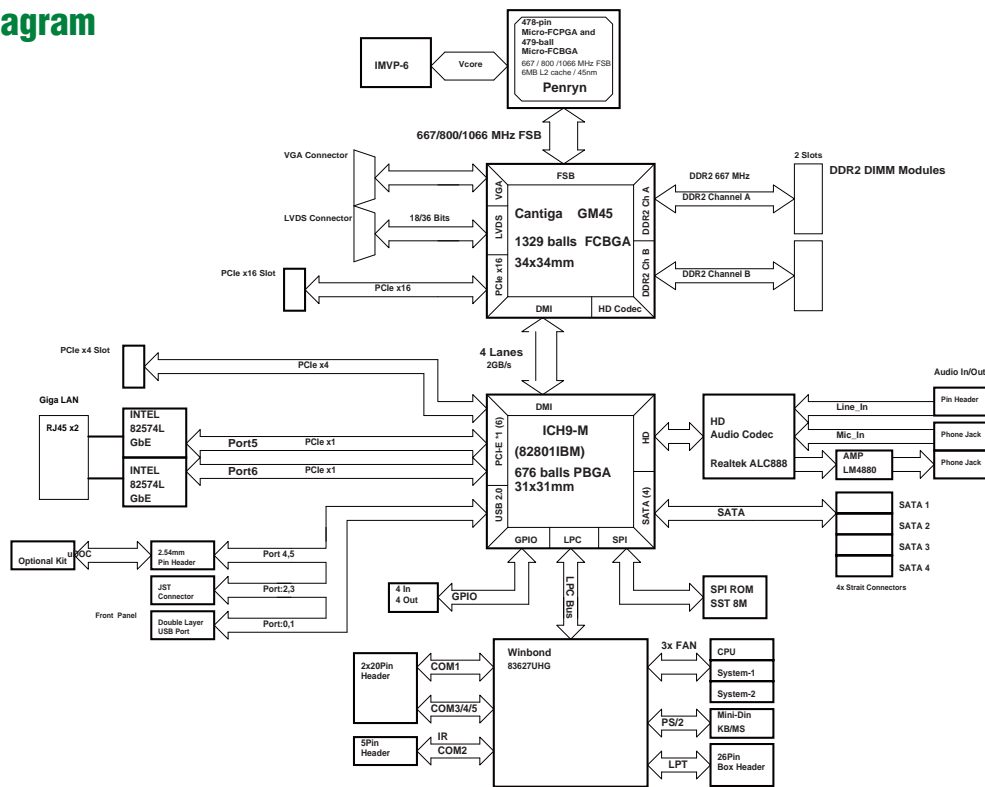 agram
478-pin
Micro-FCPGA and
479-ball
Micro-FCBGA
667 / 800 /1066 MHz FSB
6MB L2 cache / 45nm
Penryn
IMVP-6
Vcore
667/800/1066 MHz FSB
VGA Connector
LVDS Connector
18/36 Bits
PCIe x16 Slot
PCIe x16
FSB
VGA
LVDS
PCIe x16
Cantiga GM45
1329 balls FCBGA
34x34mm
DDR2 Ch A
DDR2 Ch B
DMI
HD Codec
DDR2 667 MHz
DDR2 Channel A
DDR2 Channel B
2 Slots
DDR2 DIMM Modules
4 Lanes
2GB/s
PCIe x4 Slot
PCIe x4
Giga LAN
RJ45 x2
INTEL
82574L
GbE
INTEL
82574L
GbE
Port5
PCIe x1
Port6
PCIe x1
DMI
PCI-E *1 (6)
USB 2.0
ICH9-M
(82801IBM)
676 balls PBGA
31x31mm
HD
SATA (4)
GPIO
LPC
SPI
HD
Audio Codec
Realtek ALC888
Audio In/Out
Line_In
Pin Header
Mic_In
Phone Jack
AMP
LM4880
Phone Jack
SATA
SATA 1
SATA 2
SATA 3
SATA 4
4x Strait Connectors
Optional Kit
2.54mm
Pin Header
Port 4,5
JST
Connector
Port:2,3
Front Panel
Double Layer
USB Port
Port:0,1
4 In
4 Out
GPIO
LPC Bus
SPI ROM
SST 8M
Winbond
83627UHG
2x20Pin
Header
COM1
COM3/4/5
5Pin
Header
IR
COM2
3x FAN
CPU
System-1
System-2
PS/2
Mini-Din
KB/MS
LPT
26Pin
Box Header